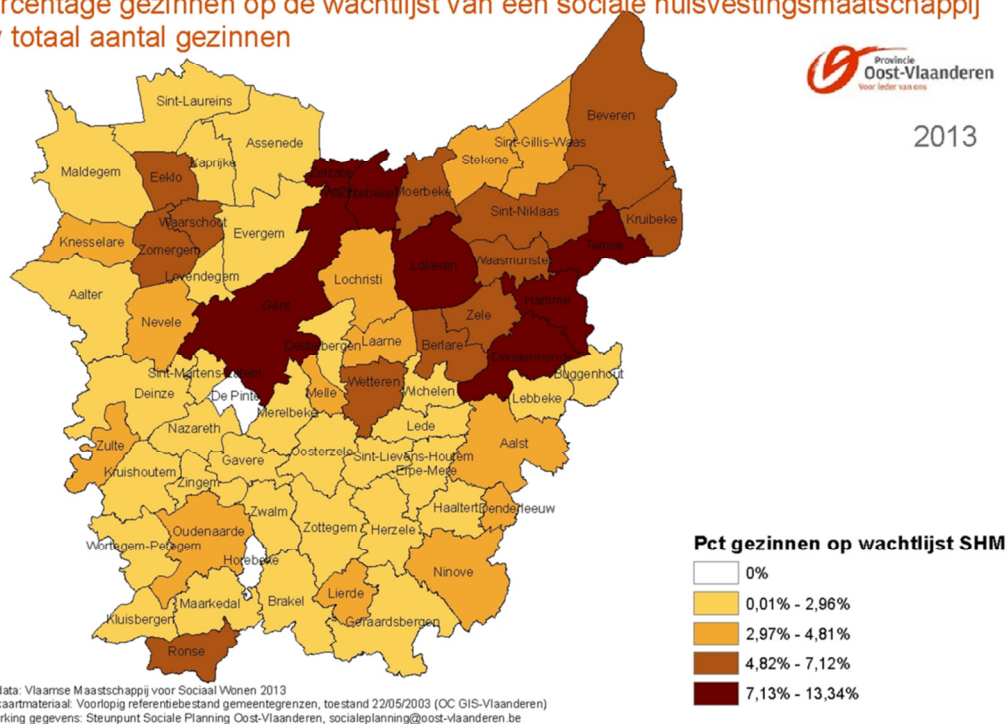 ercentage gezinnen op de wachtlijst van een sociale huisvestingsmaatschappij
totaal aantal gezinnen
Provincie
Oost-Vlaanderen
Voor ieder van ons
2013
Sint-Laureins
Assenede
Kaprijke
Maldegem
Eeklo
Beveren
Sint-Gillis-Waas
Stekene
Zelzate
Wachtebeke
Moerbeke
Sint-Niklaas
Kruibeke
Waarschoot
Evergem
Knesselare
Zomergem
Temse
Waasmunster
Lokeren
Lovendegem
Lochristi
Aalter
Gent
Hamme
Zele
Nevele
Destelbergen
Laarne
Berlare
Dendermonde
Buggenhout
Sint-Martens-Latem
Deinze
De Pinte
Melle
Wetteren
Wichelen
Lebbeke
Merelbeke
Nazareth
Lede
Aalst
Zulte
Oosterzele
Sint-Lievens-Houtem
Kruishoutem
Gavere
Erpe-Mere
Zingem
Zwalm
Haaltert
Denderleeuw
Oudenaarde
Zottegem
Herzele
Wortegem-Petegem
Horebeke
Ninove
Lierde
Maarkedal
Brakel
Kluisbergen
Geraardsbergen
Ronse
Pct gezinnen op wachtlijst SHM
0%
0,01% - 2,96%
2,97% - 4,81%
4,82% - 7,12%
7,13% - 13,34%
data: Vlaamse Maatschappij voor Sociaal Wonen 2013
kaartmateriaal: Voorlopig referentiebestand gemeentegrenzen, toestand 22/05/2003 (OC GIS-Vlaanderen)
rking gegevens: Steunpunt Sociale Planning Oost-Vlaanderen, socialeplanning@oost-vlaanderen.be